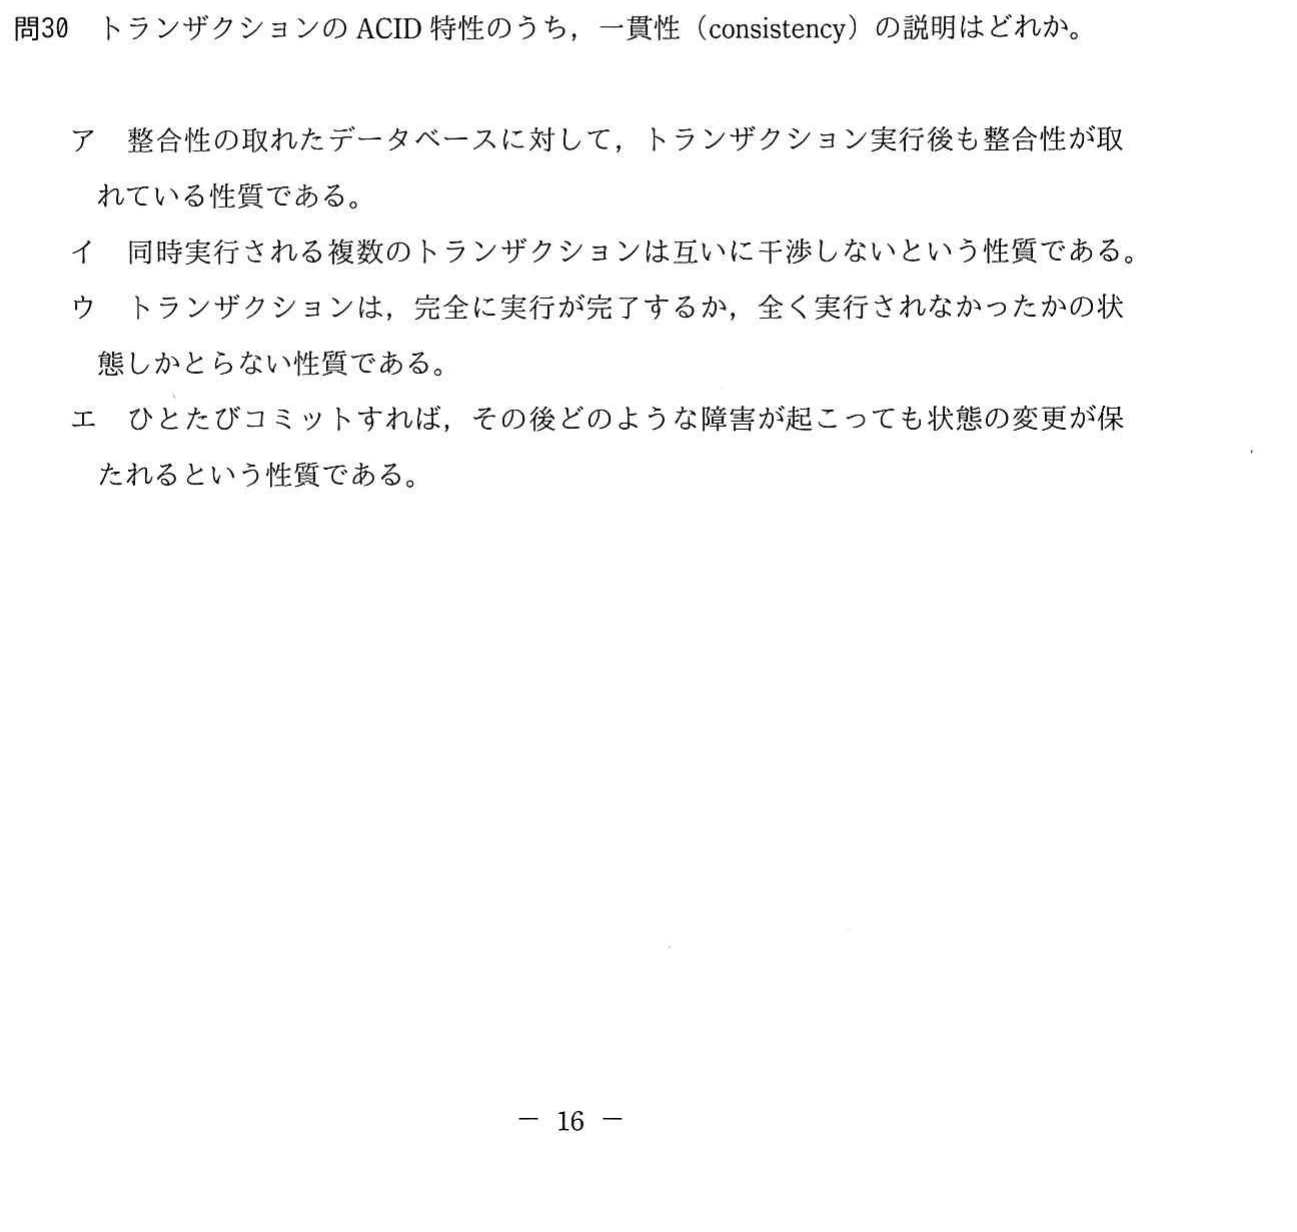 問30　トランザクションの ACID 特性のうち，一貫性（consistency）の説明はどれか。
ア　整合性の取れたデータベースに対して，トランザクション実行後も整合性が取
れている性質である。
イ　同時実行される複数のトランザクションは互いに干渉しないという性質である。
ウ　トランザクションは，完全に実行が完了するか，全く実行されなかったかの状
態しかとらない性質である。
エ　ひとたびコミットすれば，その後どのような障害が起こっても状態の変更が保
たれるという性質である。
－ 16 －